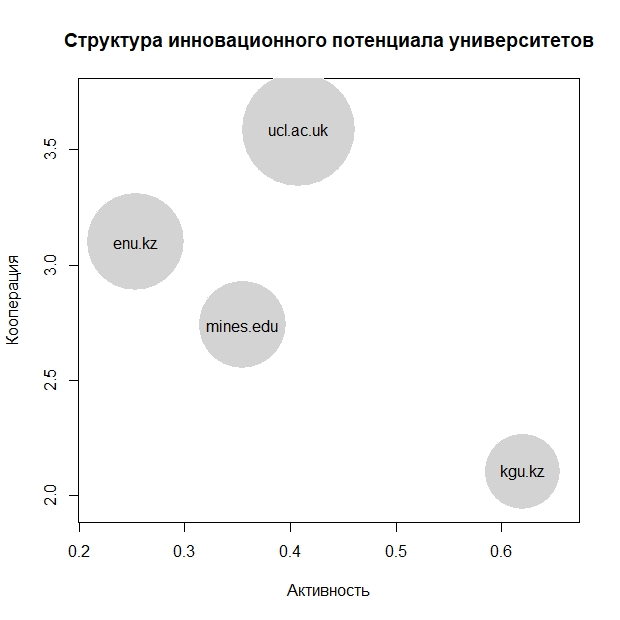 Структура инновационного потенциала университетов
ucl.ac.uk
enu.kz
mines.edu
kgu.kz
Кооперация
3.5
3.0
2.5
2.0
0.2 0.3 0.4 0.5 0.6
Активность